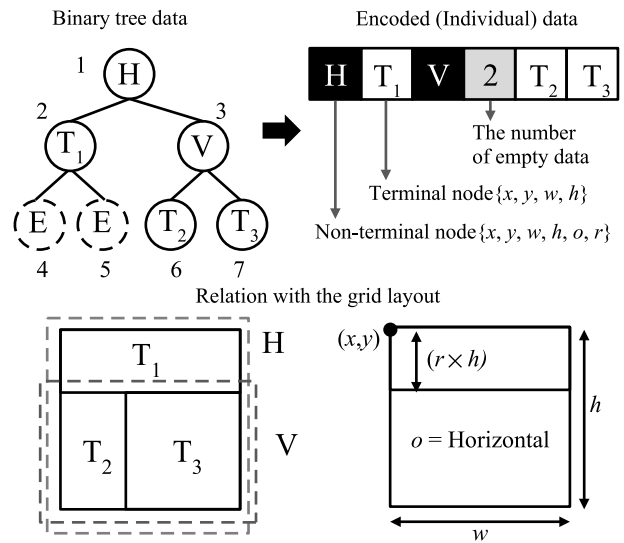 Binary tree data
Encoded (Individual) data
1
H
2
3
T1
V
E
E
T2
T3
4
5
6
7
H T1 V 2 T2 T3
The number
of empty data
Terminal node{x, y, w, h}
Non-terminal node{x, y, w, h, o, r}
Relation with the grid layout
T1
H
T2
T3
V
(x,y)
(r × h)
o = Horizontal
h
w